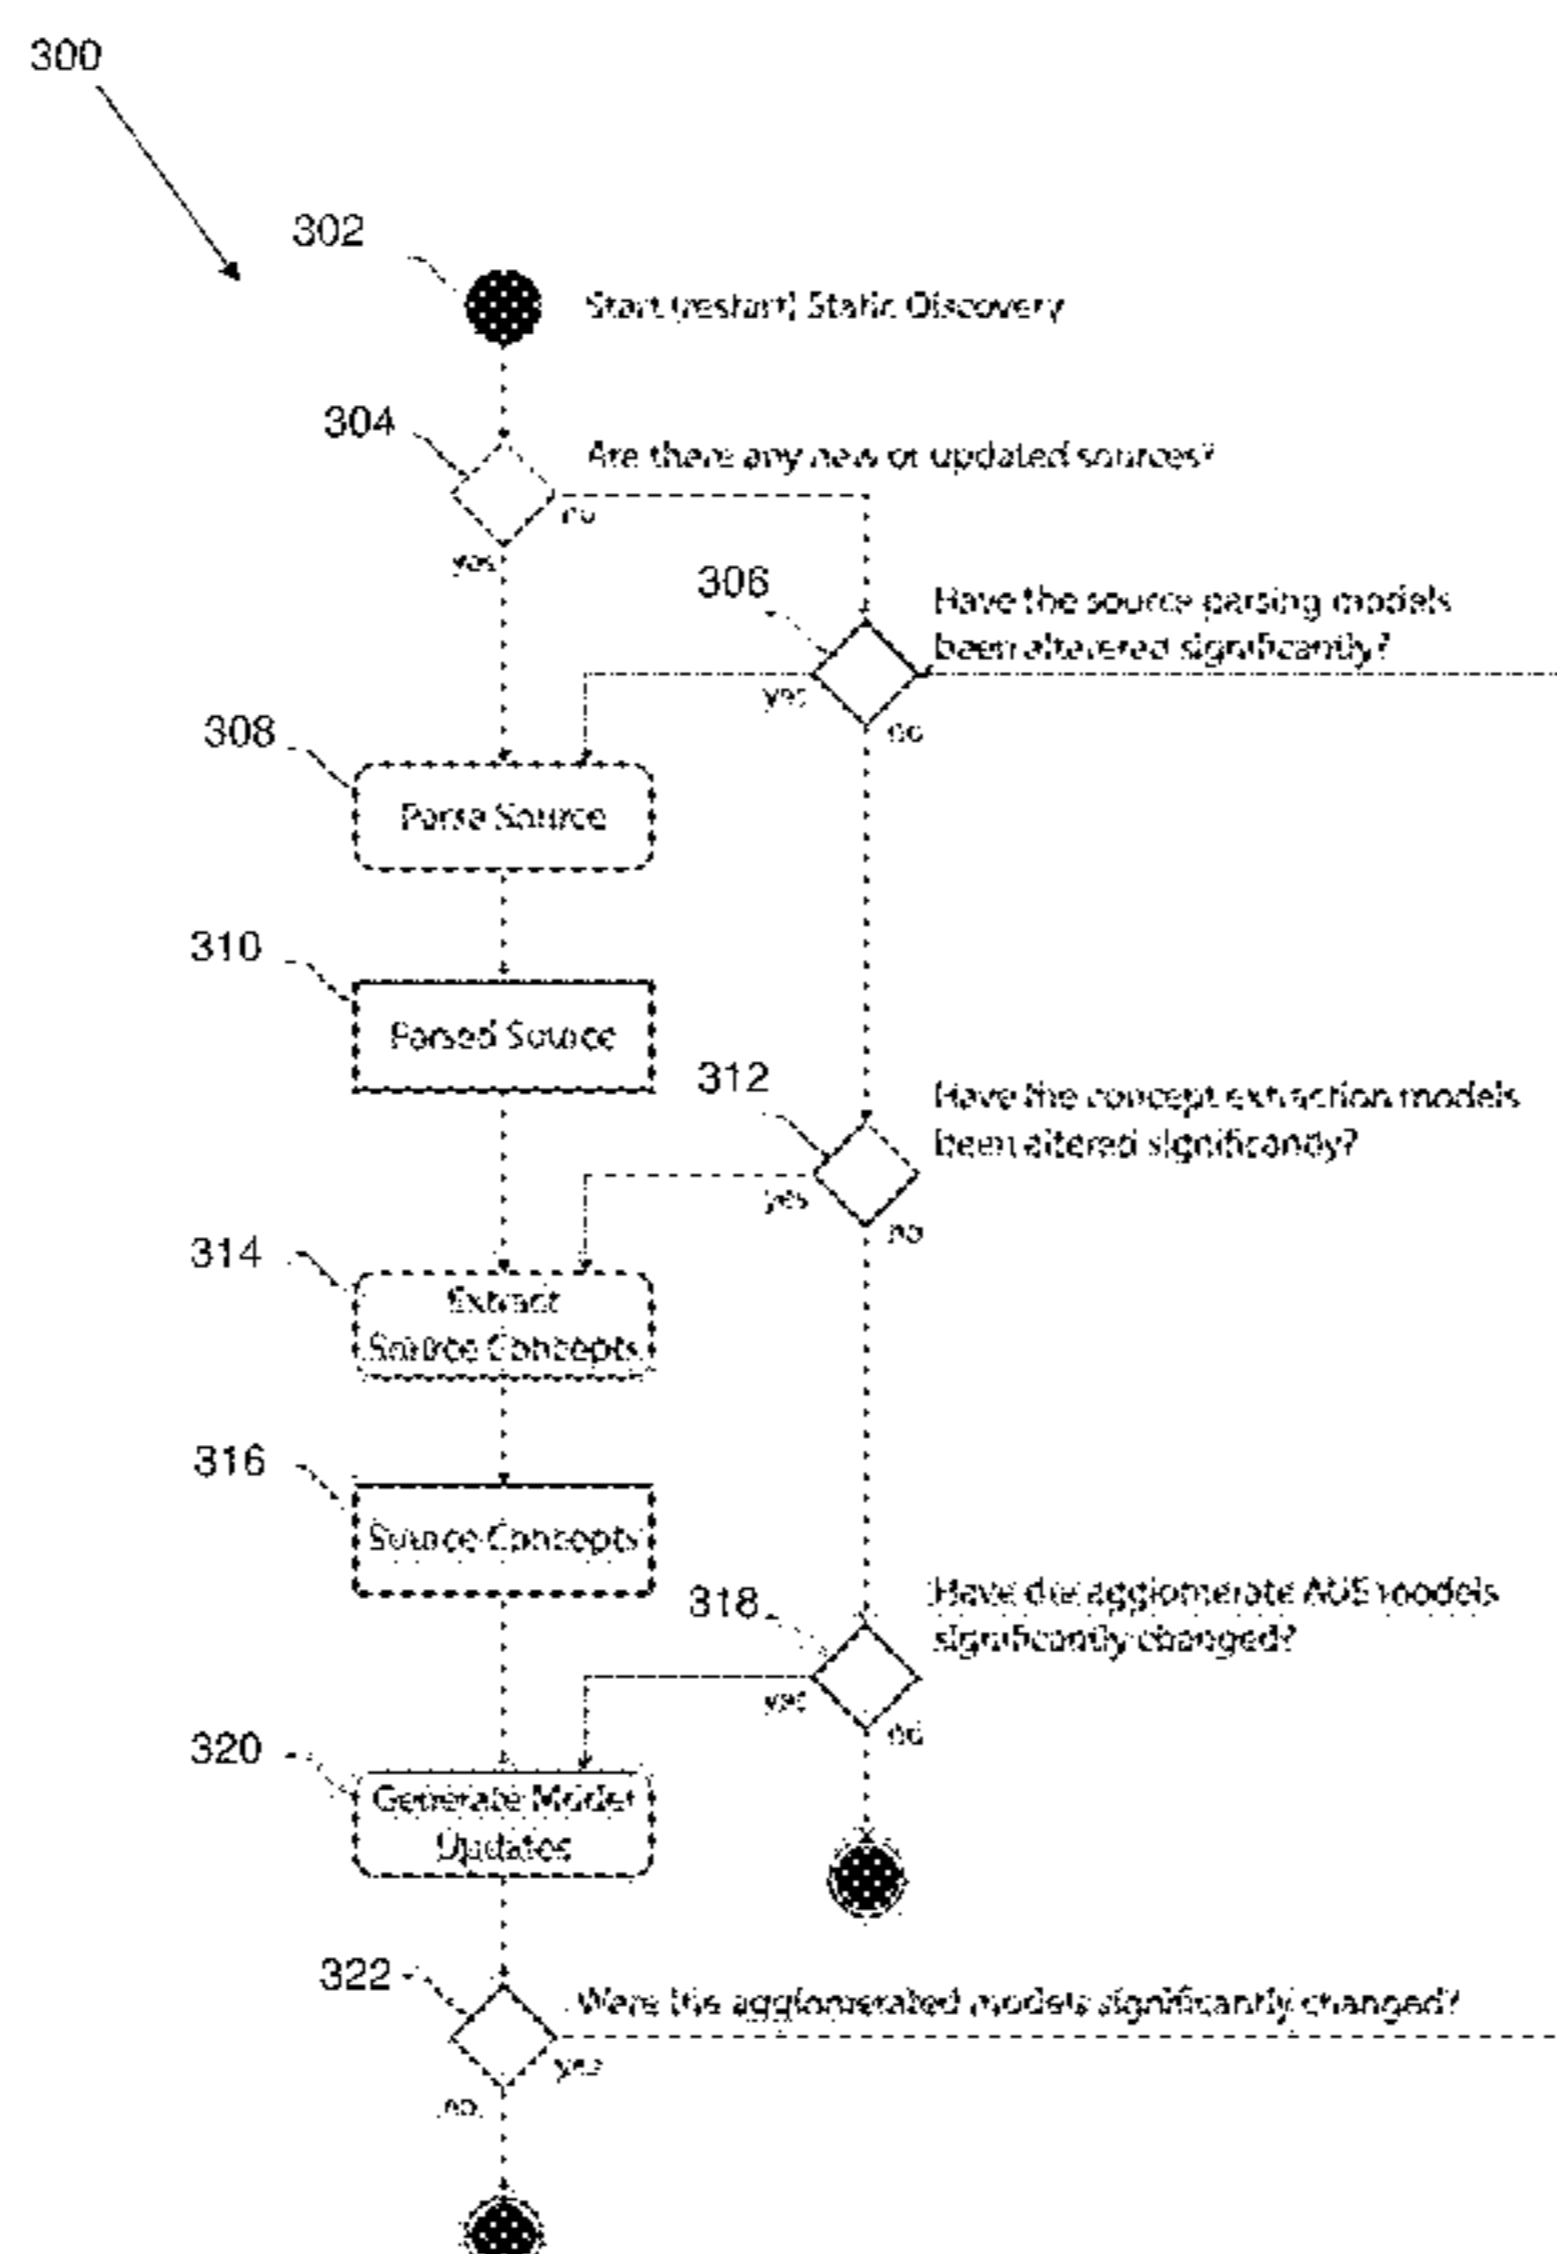 300
302
Start (restart) Static Discovery
304
Are there any new or updated sources?
no
yes
306
Have the source parsing models
been alterered significantly?
yes
no
308
Parse Source
310
Parsed Source
312
Have the concept extraction models
been altered significantly?
yes
no
314
Extract
Source Concepts
316
Source Concepts
318
Have the agglomerate models
significantly changed?
yes
no
320
Generate Model
Updates
322
Were the agglomerated models significantly changed?
yes
no